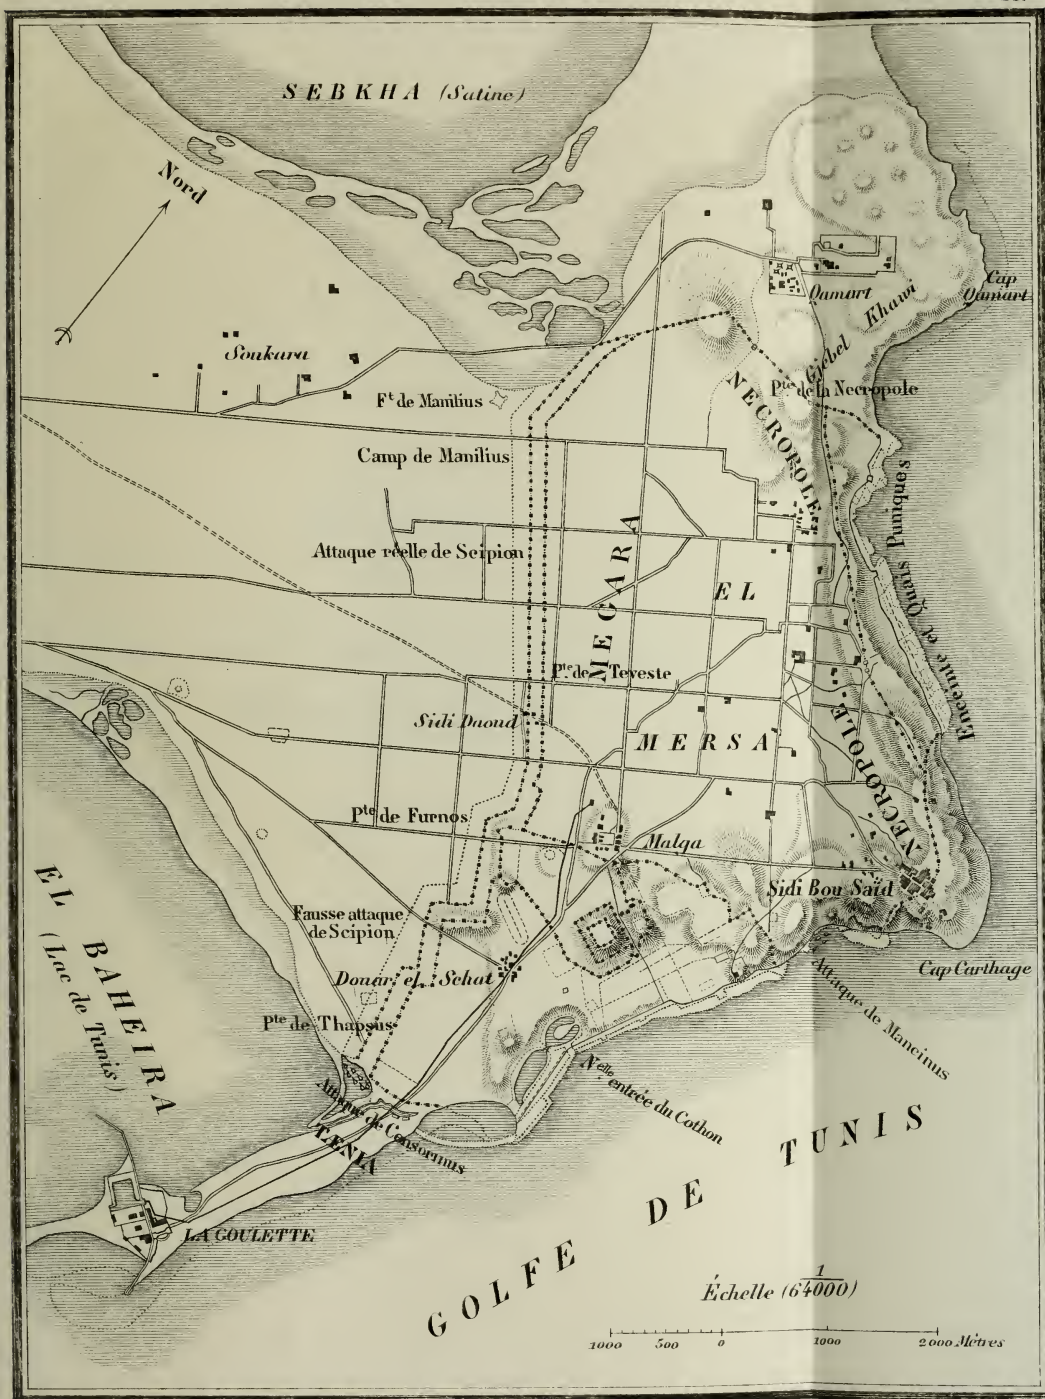 SEBKHA (Satine)
Nord
Qamart
Cap
Qamart
Gjebel Khawi
Soukara
Ft de Manilius
Pte de la Necropole
NECROPOLE
Camp de Manilius
Attaque réelle de Scipion
MEGARA
EL
MERSA
Enceinte et Quais Puniques
Pte de Teveste
Sidi Daoud
NECROPOLE
Pte de Furnos
Malqa
Sidi Bou Saïd
EL BAHEIRA
(Lac de Tunis)
Fausse attaque
de Scipion
Douar el Schat
Cap Carthage
Attaque de Mancinus
Pte de Thapsus
Nelle entrée du Cothon
Attaque de Censorinus
TÆNIA
LA GOULETTE
GOLFE DE TUNIS
Échelle (1/64000)
1000 500 0 1000 2000 Mètres